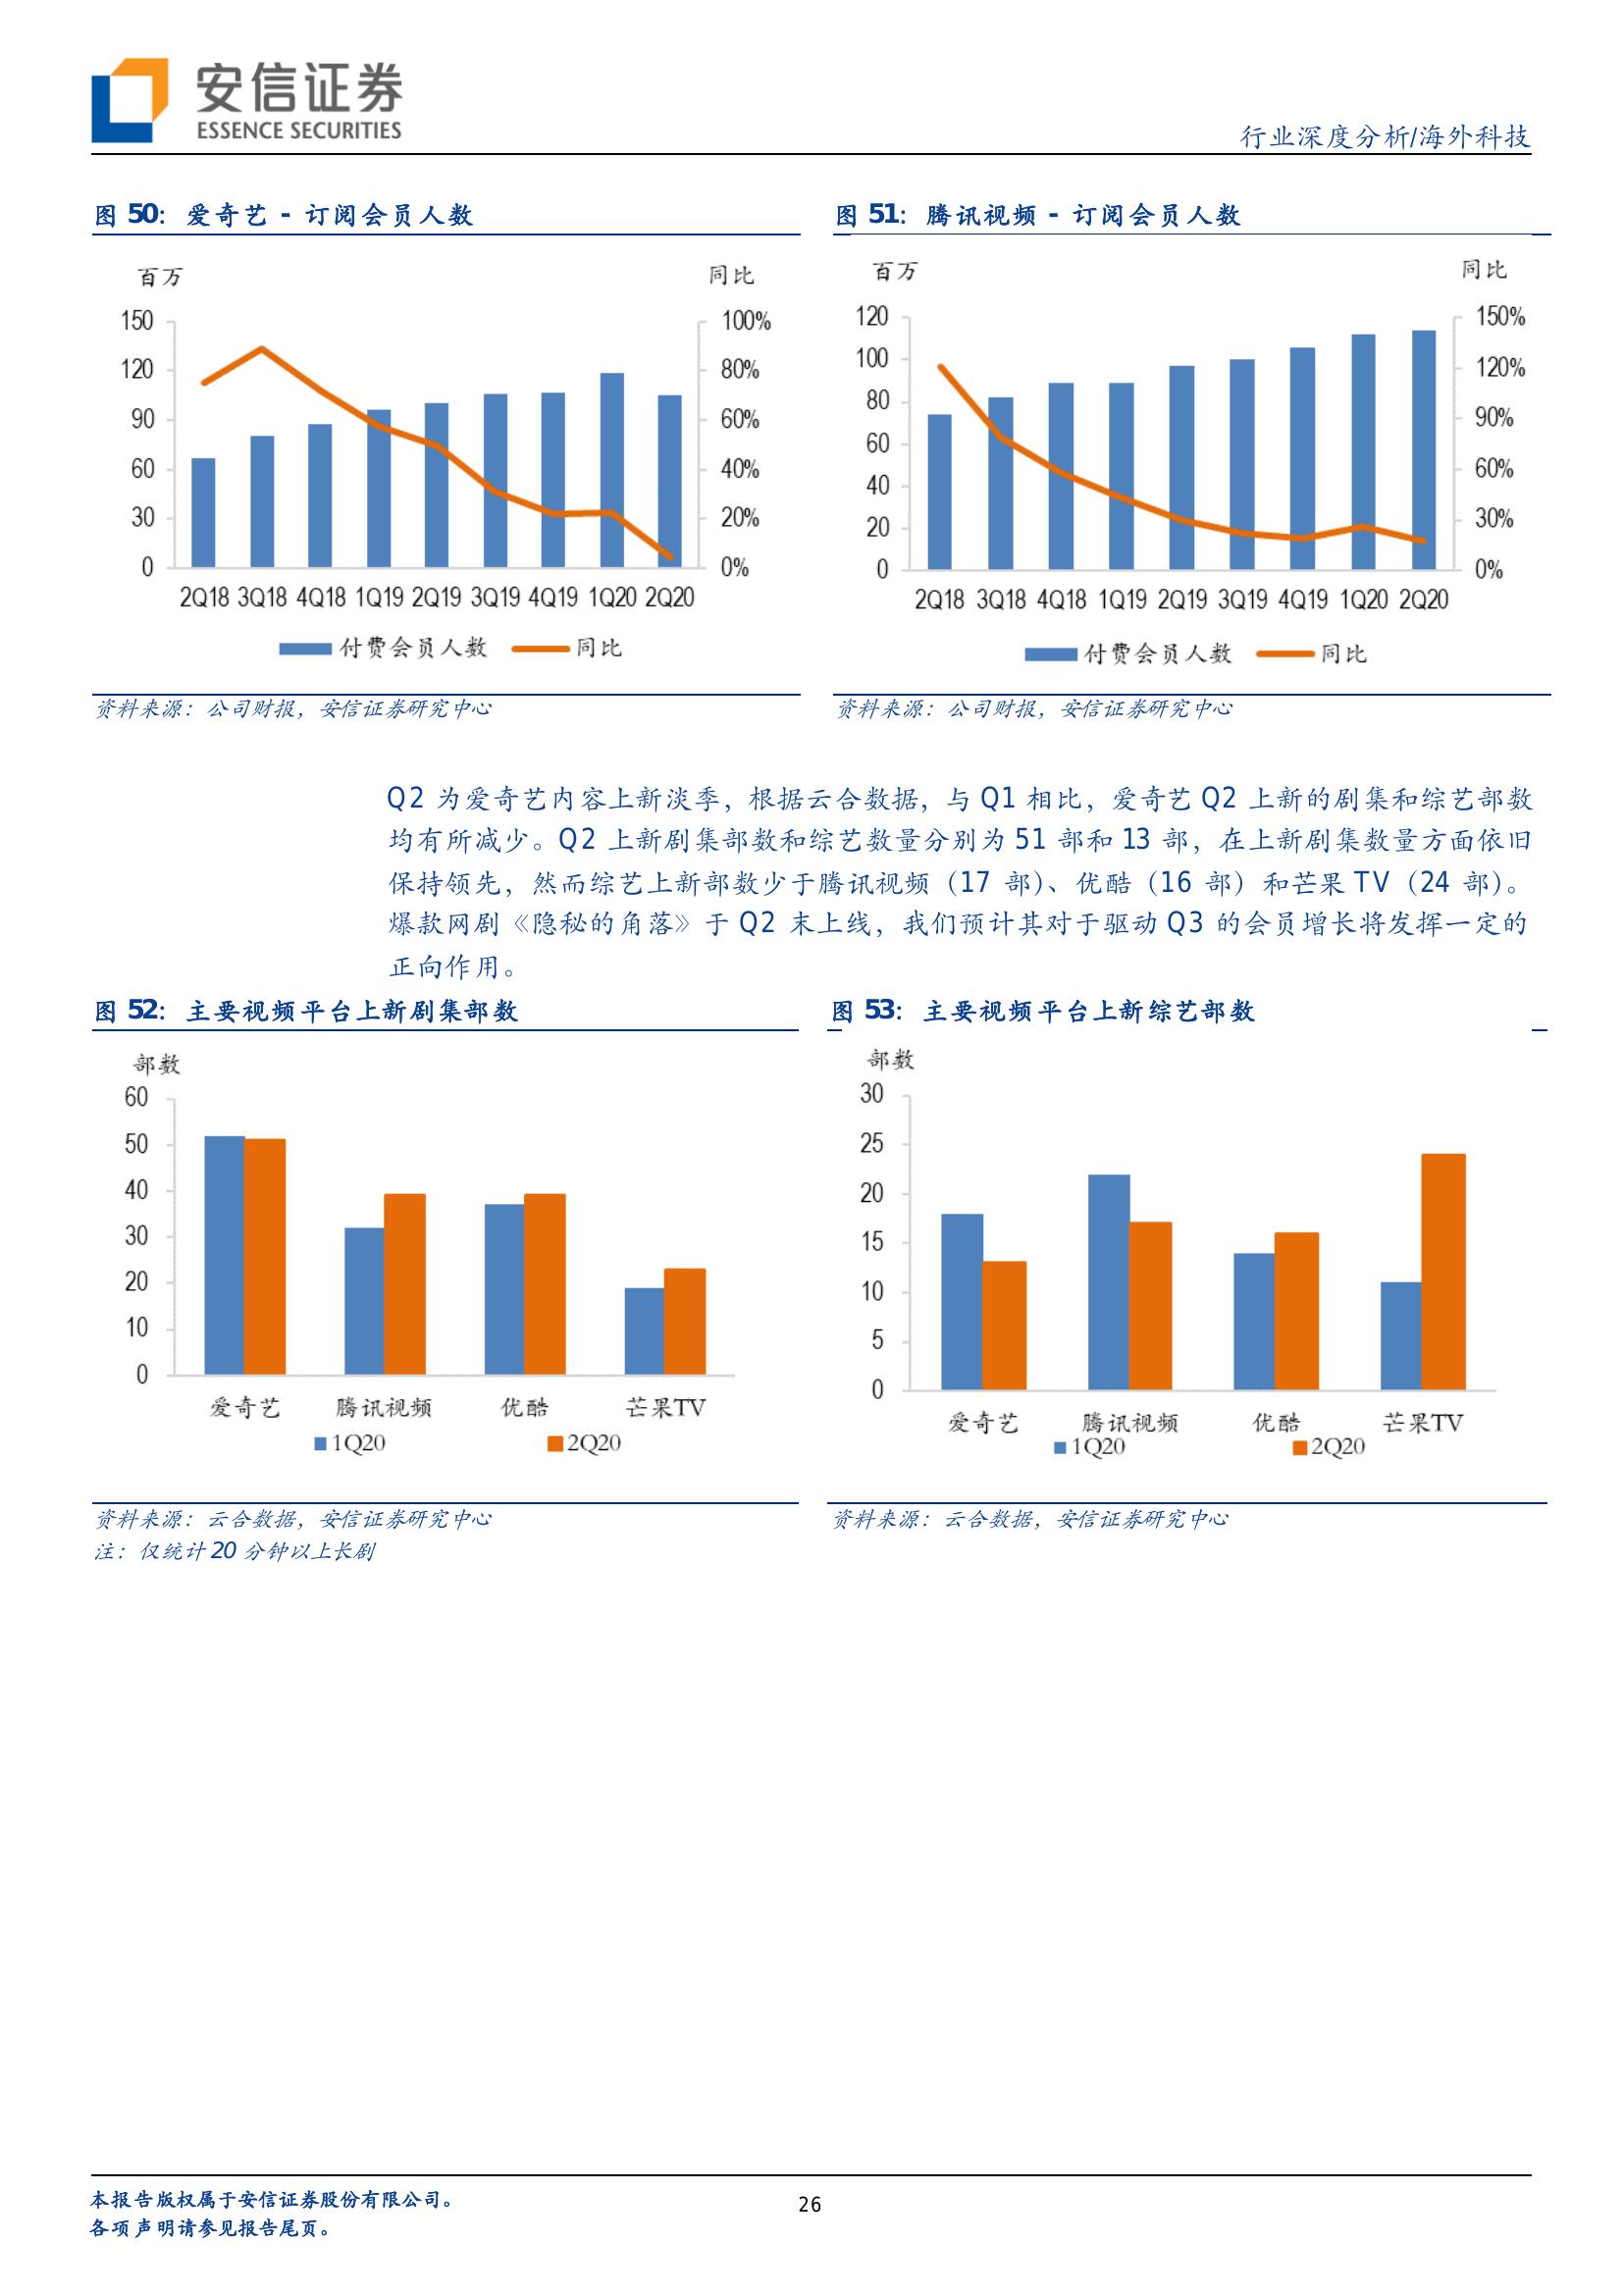 安信证券
ESSENCE SECURITIES
行业深度分析/海外科技
图 50：爱奇艺 - 订阅会员人数
百万
同比
150
120
90
60
30
0
100%
80%
60%
40%
20%
0%
2Q18 3Q18 4Q18 1Q19 2Q19 3Q19 4Q19 1Q20 2Q20
付费会员人数 同比
资料来源：公司财报，安信证券研究中心
图 51：腾讯视频 - 订阅会员人数
百万
同比
120
100
80
60
40
20
0
150%
120%
90%
60%
30%
0%
2Q18 3Q18 4Q18 1Q19 2Q19 3Q19 4Q19 1Q20 2Q20
付费会员人数 同比
资料来源：公司财报，安信证券研究中心
Q2 为爱奇艺内容上新淡季，根据云合数据，与 Q1 相比，爱奇艺 Q2 上新的剧集和综艺部数
均有所减少。Q2 上新剧集部数和综艺数量分别为 51 部和 13 部，在上新剧集数量方面依旧
保持领先，然而综艺上新部数少于腾讯视频（17 部）、优酷（16 部）和芒果 TV（24 部）。
爆款网剧《隐秘的角落》于 Q2 末上线，我们预计其对于驱动 Q3 的会员增长将发挥一定的
正向作用。
图 52：主要视频平台上新剧集部数
部数
60
50
40
30
20
10
0
爱奇艺 腾讯视频 优酷 芒果TV
1Q20 2Q20
资料来源：云合数据，安信证券研究中心
注：仅统计 20 分钟以上长剧
图 53：主要视频平台上新综艺部数
部数
30
25
20
15
10
5
0
爱奇艺 腾讯视频 优酷 芒果TV
1Q20 2Q20
资料来源：云合数据，安信证券研究中心
本报告版权属于安信证券股份有限公司。
各项声明请参见报告尾页。
26